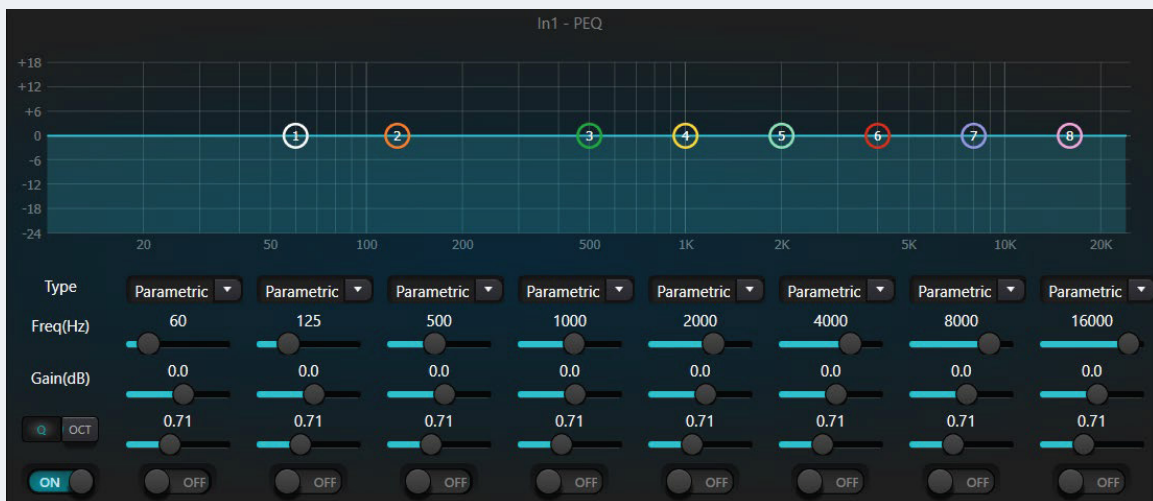 In1 - PEQ
+18
+12
+6
0
-6
-12
-18
-24
1 2 3 4 5 6 7 8
20 50 100 200 500 1K 2K 5K 10K 20K
Type Parametric Parametric Parametric Parametric Parametric Parametric Parametric Parametric
Freq(Hz) 60 125 500 1000 2000 4000 8000 16000
Gain(dB) 0.0 0.0 0.0 0.0 0.0 0.0 0.0 0.0
Q OCT 0.71 0.71 0.71 0.71 0.71 0.71 0.71 0.71
ON OFF OFF OFF OFF OFF OFF OFF OFF